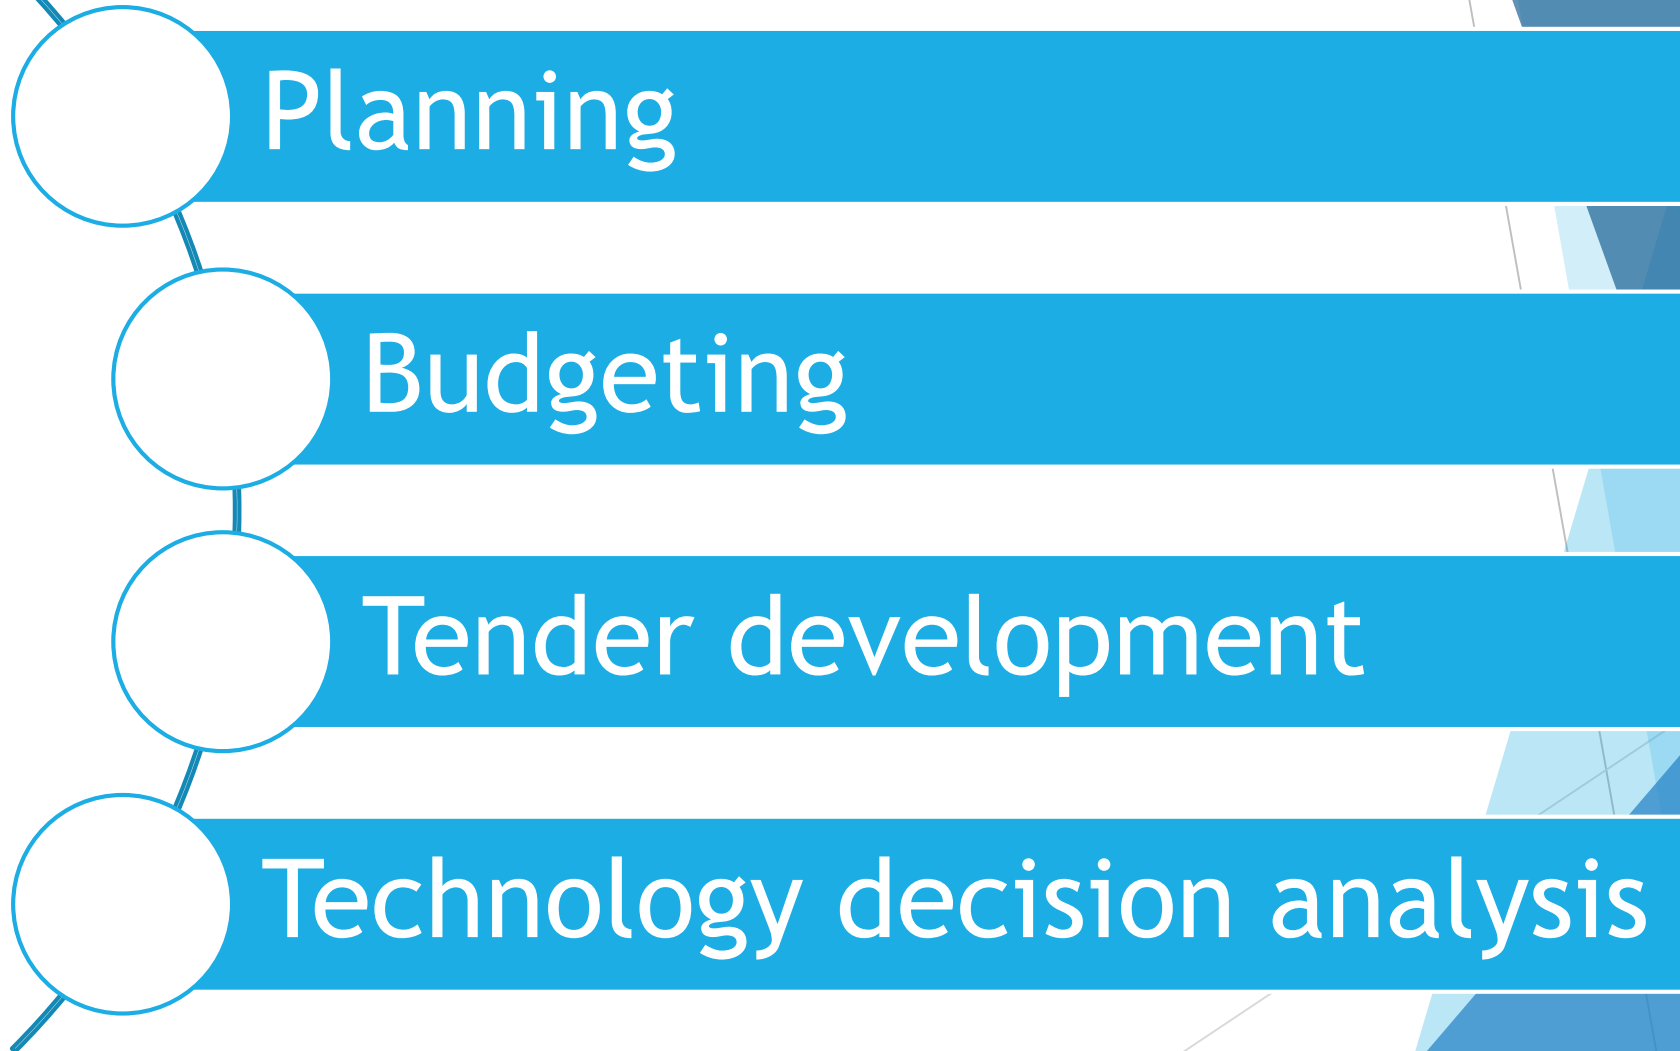 Planning
Budgeting
Tender development
Technology decision analysis